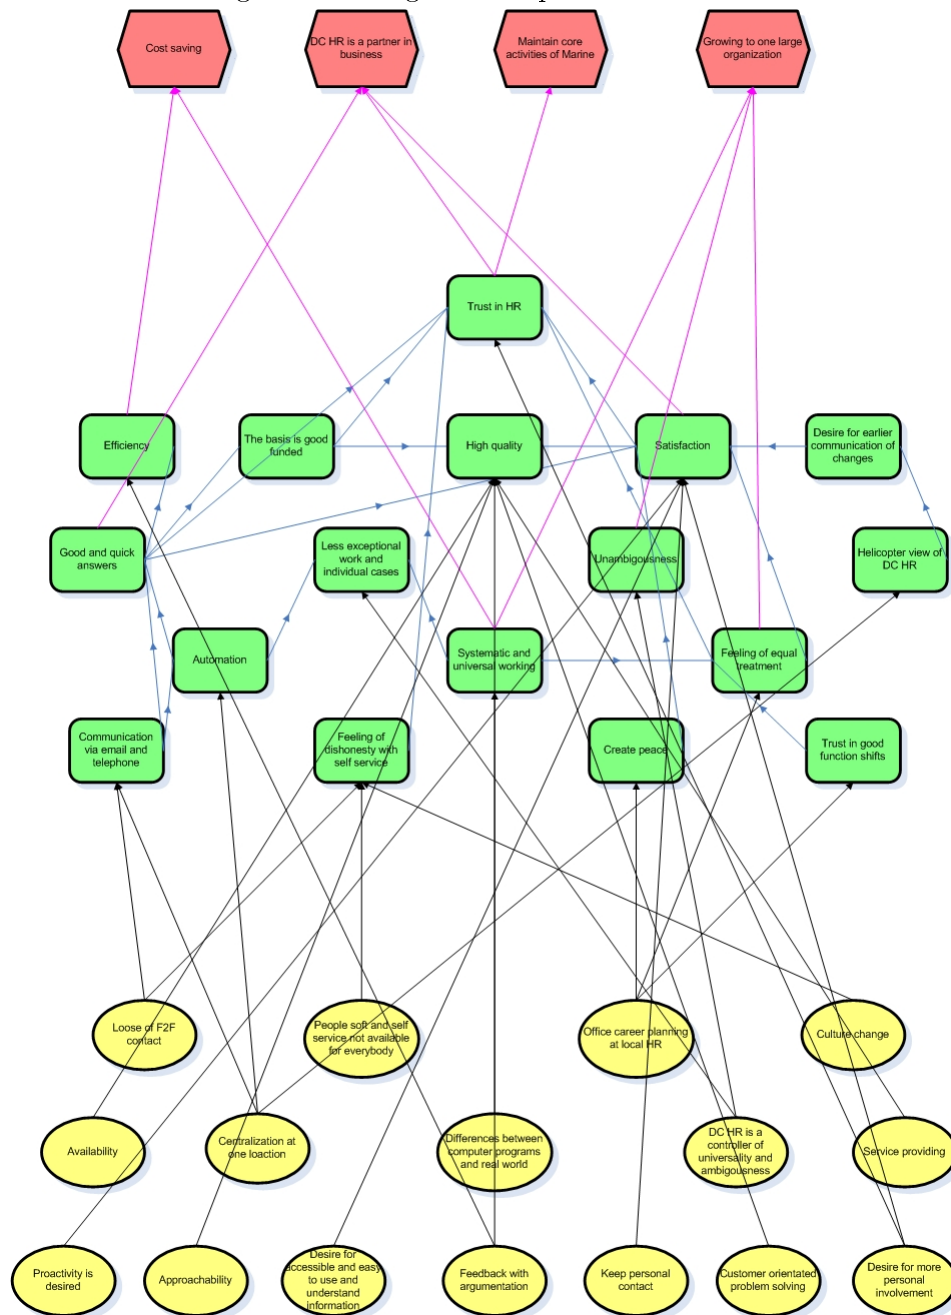 Cost saving
DC HR is a partner in
business
Maintain core
activities of Marine
Growing to one large
organization
Trust in HR
Efficiency
The basis is good
funded
High quality
Satisfaction
Desire for earlier
communication of
changes
Good and quick
answers
Less exceptional
work and
individual cases
Unambigousness
Helicopter view of
DC HR
Automation
Systematic and
universal working
Feeling of equal
treatment
Communication
via email and
telephone
Feeling of
dishonesty with
self service
Create peace
Trust in good
function shifts
Loose of F2F
contact
People soft and self
service not available
for everybody
Office career planning
at local HR
Culture change
Availability
Centralization at
one loaction
Differences between
computer programs
and real world
DC HR is a
controller of
universality and
ambigousness
Service providing
Proactivity is
desired
Approachability
Desire for
accessible and easy
to use and
understand
information
Feedback with
argumentation
Keep personal
contact
Customer orientated
problem solving
Desire for more
personal
involvement